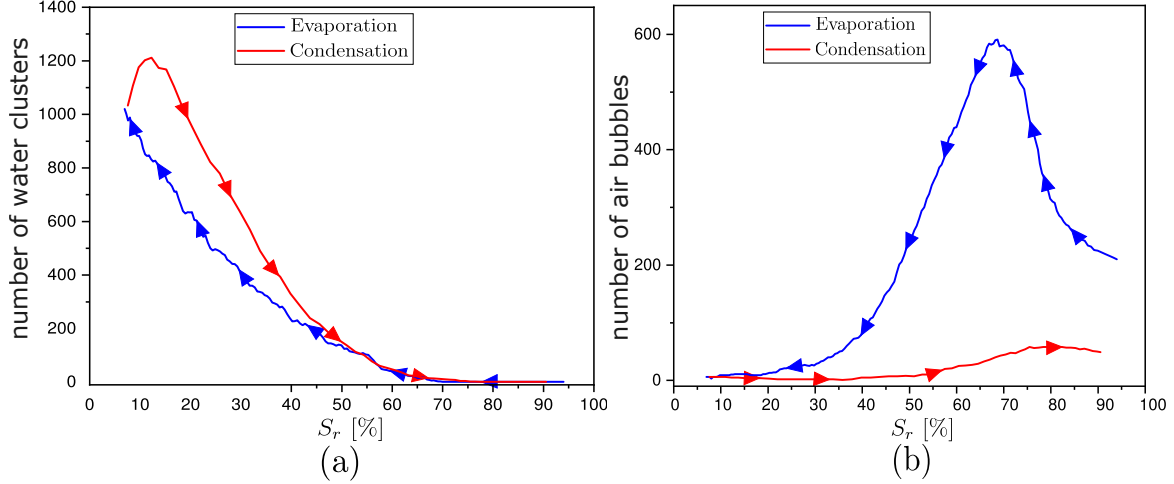 Evaporation
Condensation
number of water clusters
1400
1200
1000
800
600
400
200
0
0 10 20 30 40 50 60 70 80 90 100
S_r [%]
(a)
Evaporation
Condensation
number of air bubbles
600
400
200
0
0 10 20 30 40 50 60 70 80 90 100
S_r [%]
(b)